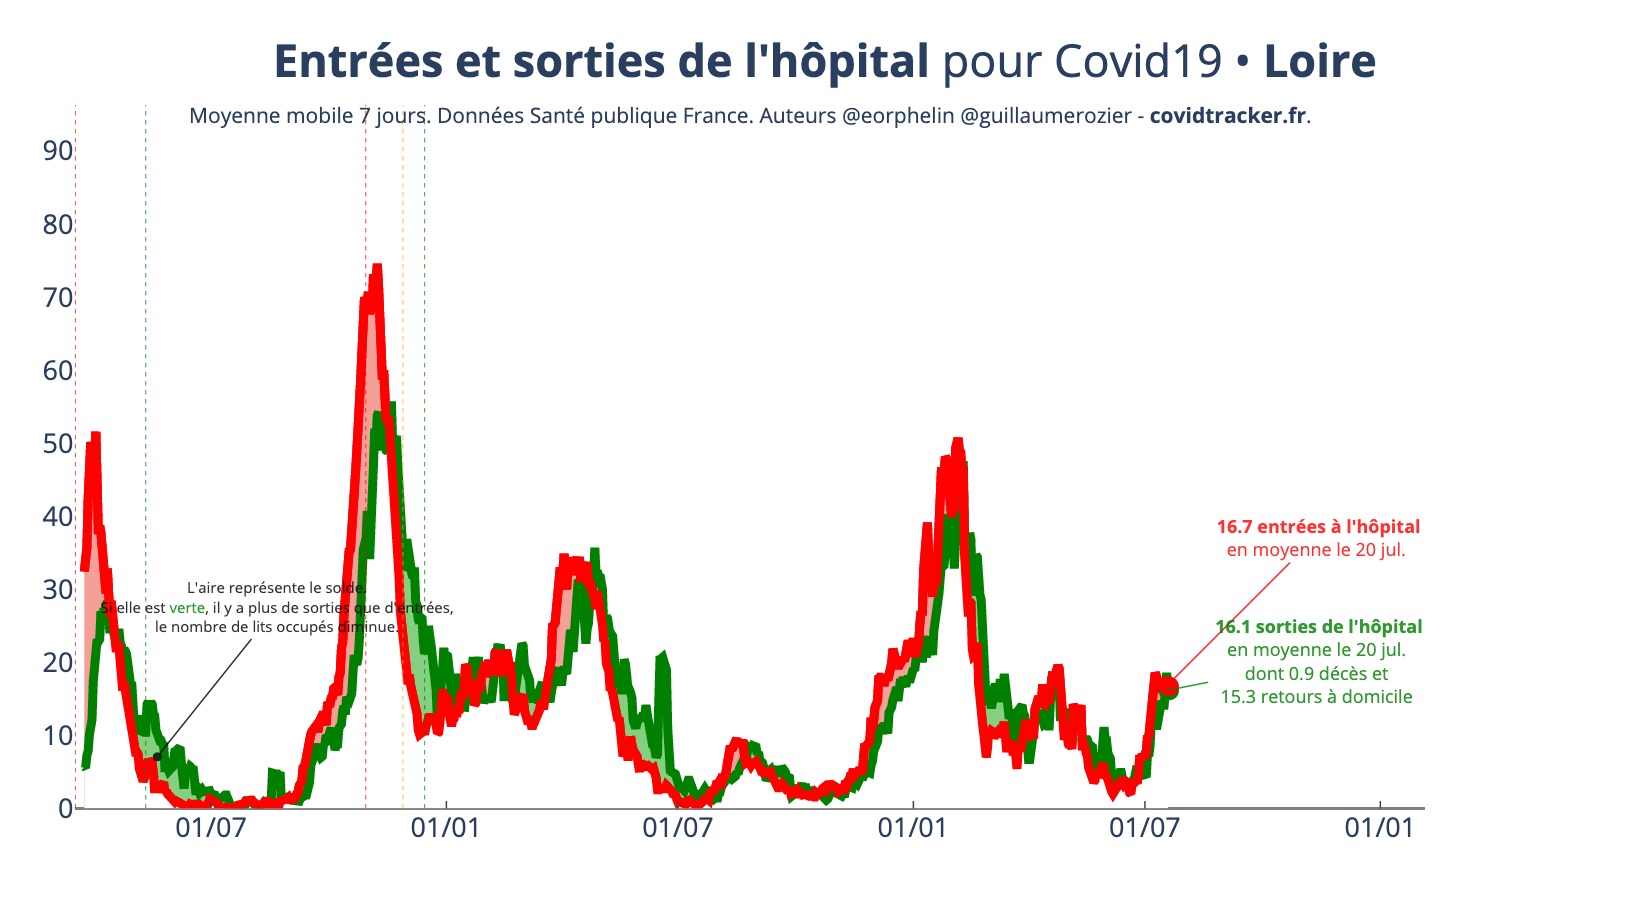 Entrées et sorties de l'hôpital pour Covid19 • Loire
Moyenne mobile 7 jours. Données Santé publique France. Auteurs @eorphelin @guillaumerozier - covidtracker.fr.
90
80
70
60
50
40
30
20
10
0
L'aire représente le solde.
Si elle est verte, il y a plus de sorties que d'entrées,
le nombre de lits occupés diminue.
16.7 entrées à l'hôpital
en moyenne le 20 jul.
16.1 sorties de l'hôpital
en moyenne le 20 jul.
dont 0.9 décès et
15.3 retours à domicile
01/07
01/01
01/07
01/01
01/07
01/01